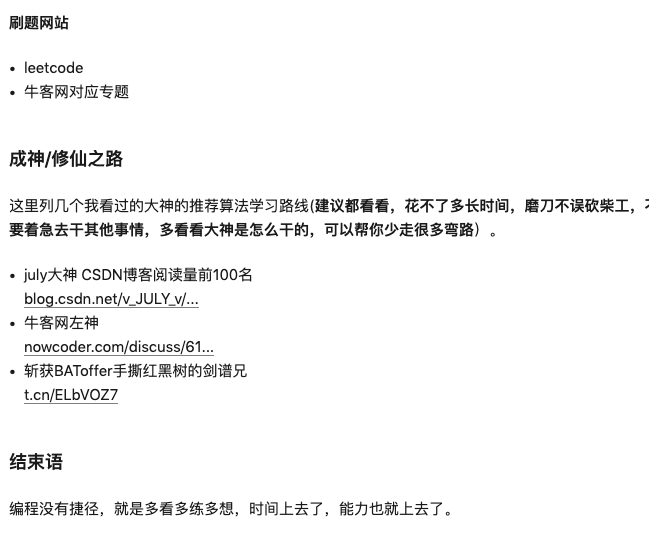 刷题网站
• leetcode
• 牛客网对应专题
成神/修仙之路
这里列几个我看过的大神的推荐算法学习路线(建议都看看，花不了多长时间，磨刀不误砍柴工，
要着急去干其他事情，多看看大神是怎么干的，可以帮你少走很多弯路）。
• july大神 CSDN博客阅读量前100名
blog.csdn.net/v_JULY_v/...
• 牛客网左神
nowcoder.com/discuss/61...
• 斩获BAToffer手撕红黑树的剑谱兄
t.cn/ELbVOZ7
结束语
编程没有捷径，就是多看多练多想，时间上去了，能力也就上去了。